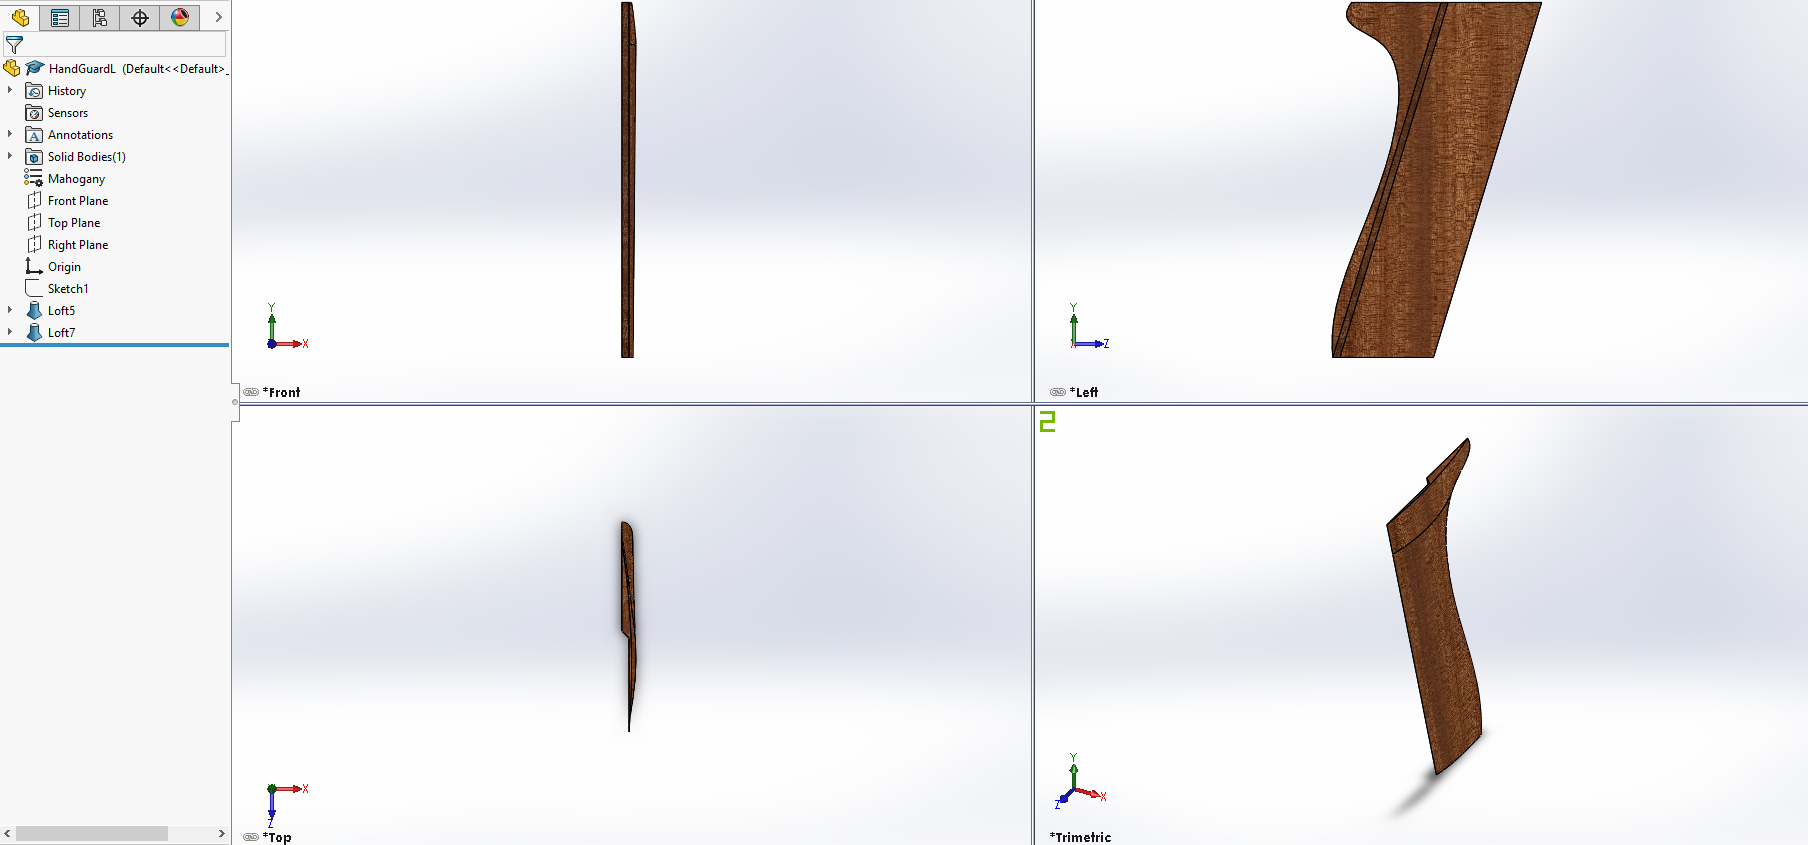 HandGuardL (Default<<Default>_
History
Sensors
A Annotations
Solid Bodies(1)
Mahogany
Front Plane
Top Plane
Right Plane
Origin
Sketch1
Loft5
Loft7
Y
X
*Front
Y
X Z
*Left
X
Z
*Top
2
Y
Z X
*Trimetric